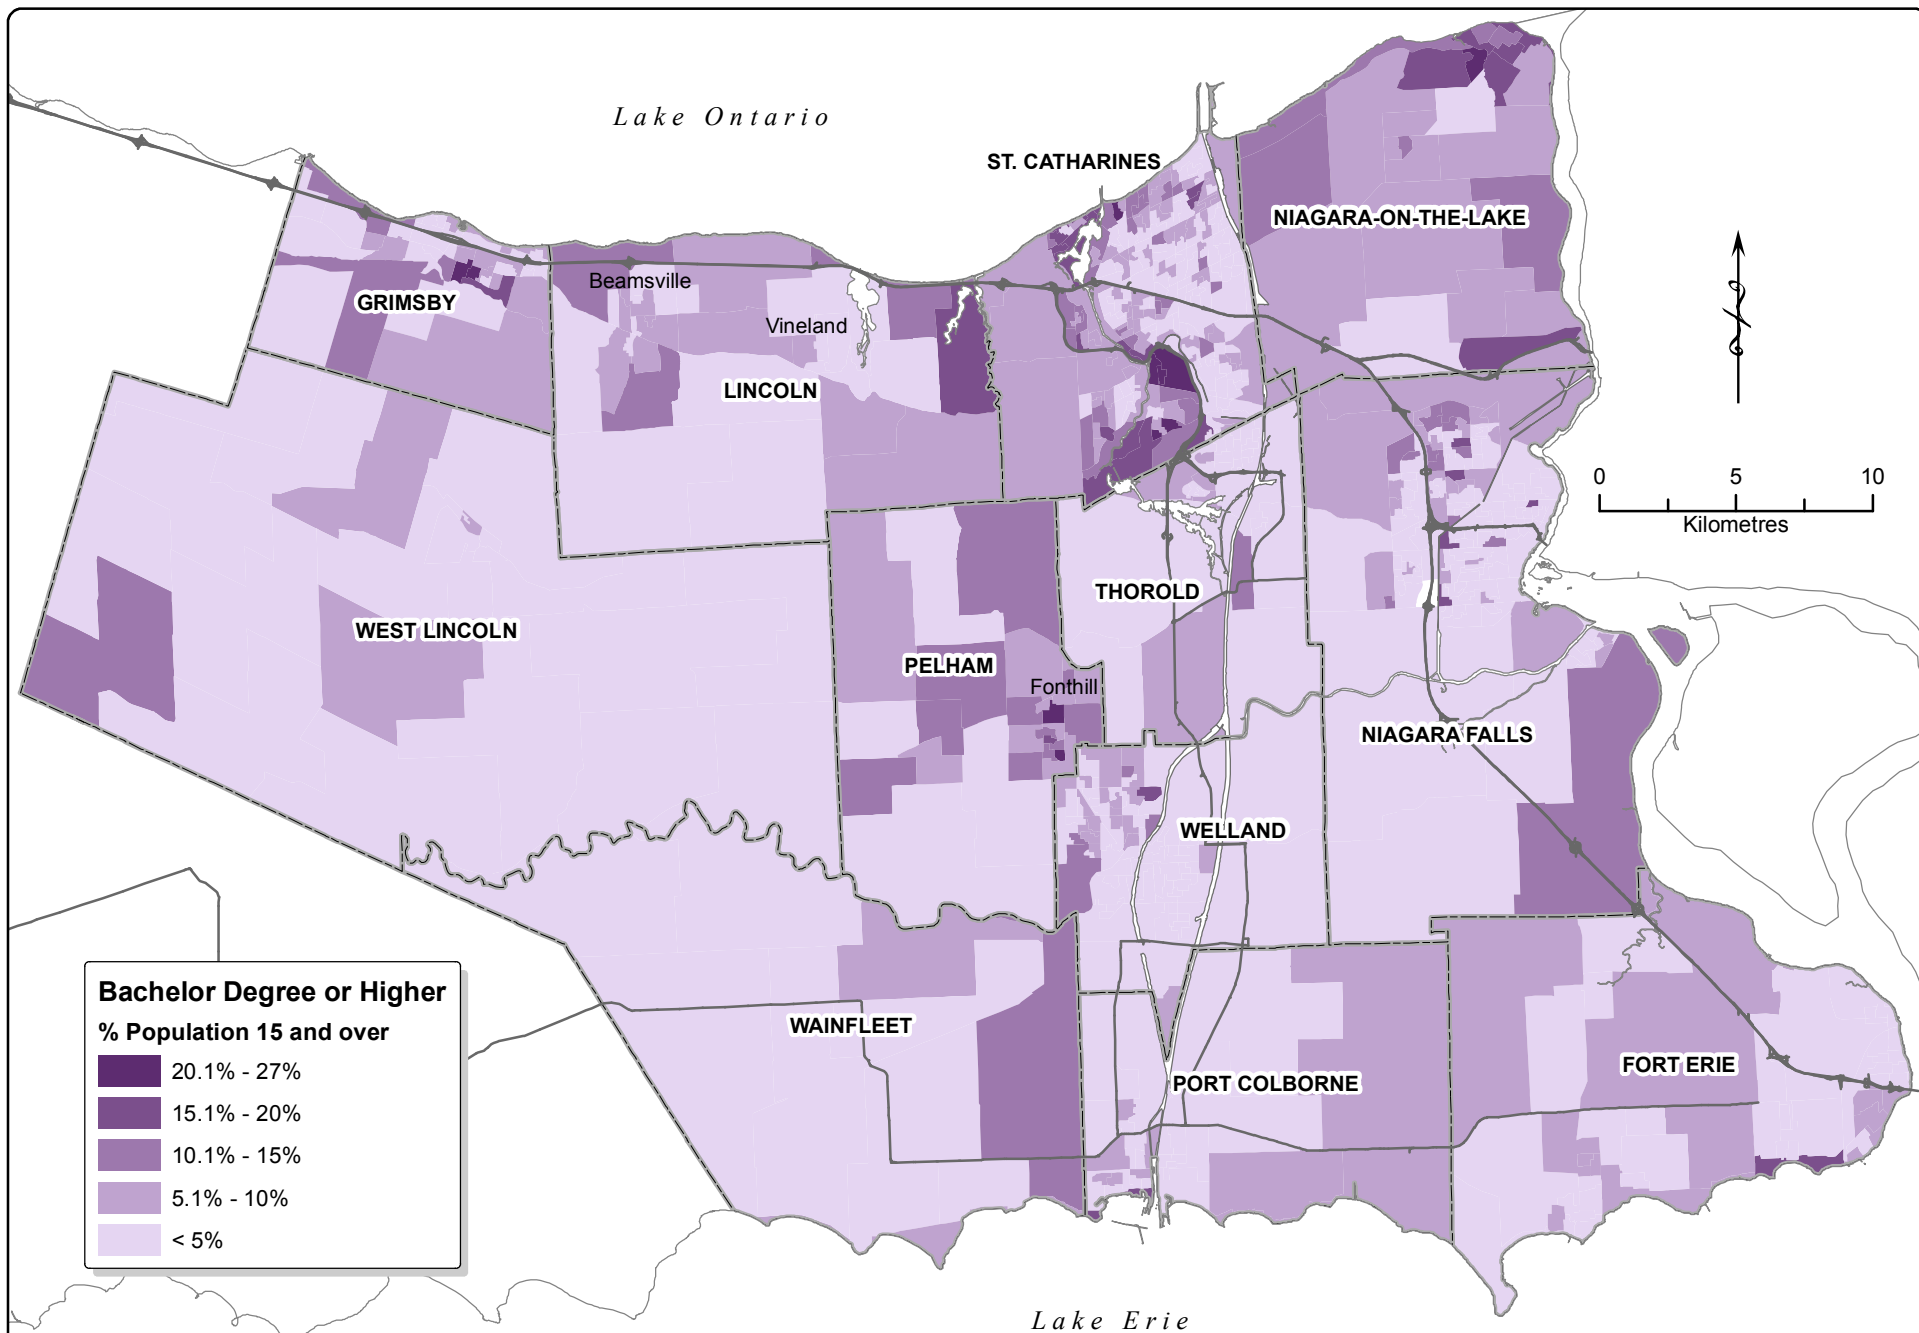 Lake Ontario
ST. CATHARINES
NIAGARA-ON-THE-LAKE
Beamsville
GRIMSBY
Vineland
LINCOLN
0 5 10
Kilometres
THOROLD
WEST LINCOLN
PELHAM
Fonthill
NIAGARA FALLS
WELLAND
Bachelor Degree or Higher
% Population 15 and over
20.1% - 27%
15.1% - 20%
10.1% - 15%
5.1% - 10%
< 5%
WAINFLEET
PORT COLBORNE
FORT ERIE
Lake Erie
N